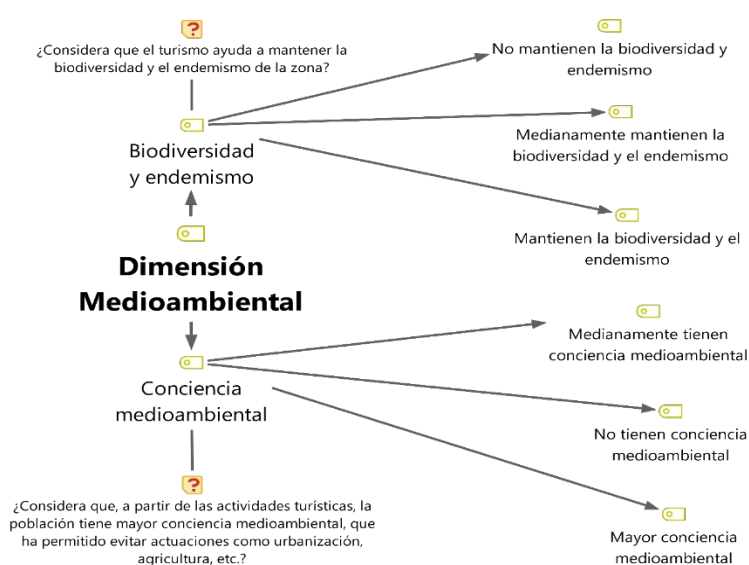 ¿Considera que el turismo ayuda a mantener la
biodiversidad y el endemismo de la zona?
Biodiversidad
y endemismo
No mantienen la biodiversidad y
endemismo
Medianamente mantienen la
biodiversidad y el endemismo
Mantienen la biodiversidad y el
endemismo
Dimensión
Medioambiental
Conciencia
medioambiental
Medianamente tienen
conciencia medioambiental
No tienen conciencia
medioambiental
Mayor conciencia
medioambiental
¿Considera que, a partir de las actividades turísticas, la
población tiene mayor conciencia medioambiental, que
ha permitido evitar actuaciones como urbanización,
agricultura, etc.?